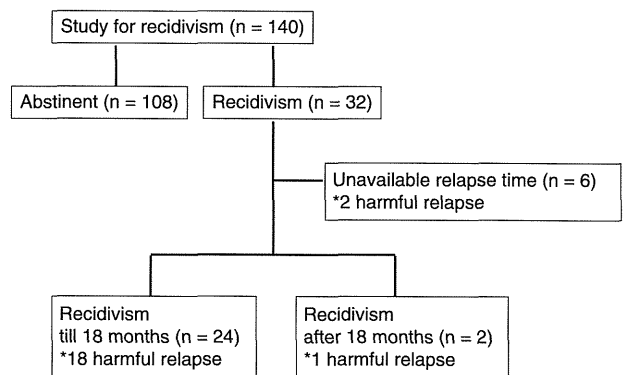 Study for recidivism (n = 140)
Abstinent (n = 108)
Recidivism (n = 32)
Unavailable relapse time (n = 6)
*2 harmful relapse
Recidivism
till 18 months (n = 24)
*18 harmful relapse
Recidivism
after 18 months (n = 2)
*1 harmful relapse